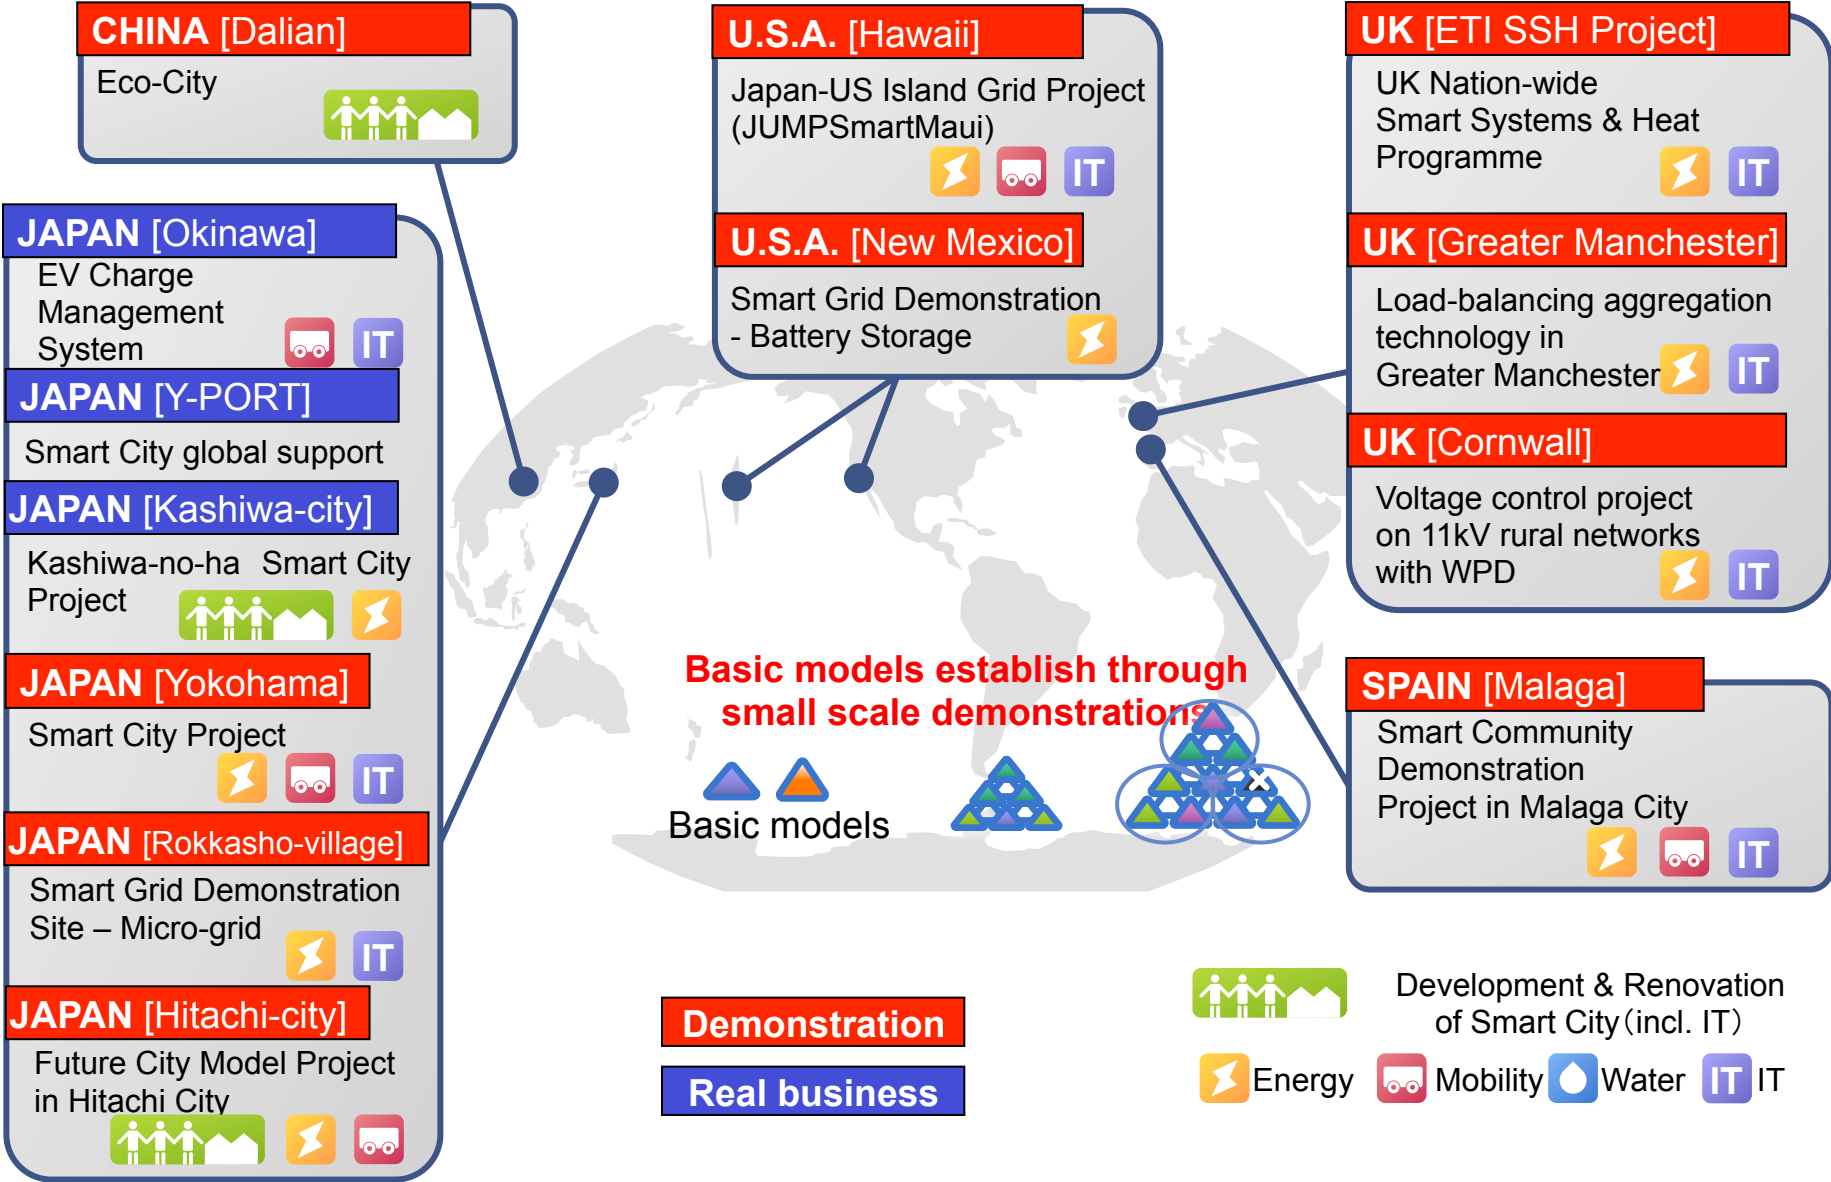 CHINA [Dalian]
Eco-City
JAPAN [Okinawa]
EV Charge
Management
System
IT
JAPAN [Y-PORT]
Smart City global support
JAPAN [Kashiwa-city]
Kashiwa-no-ha Smart City
Project
JAPAN [Yokohama]
Smart City Project
IT
JAPAN [Rokkasho-village]
Smart Grid Demonstration
Site – Micro-grid
IT
JAPAN [Hitachi-city]
Future City Model Project
in Hitachi City
U.S.A. [Hawaii]
Japan-US Island Grid Project
(JUMPSmartMaui)
IT
U.S.A. [New Mexico]
Smart Grid Demonstration
- Battery Storage
UK [ETI SSH Project]
UK Nation-wide
Smart Systems & Heat
Programme
IT
UK [Greater Manchester]
Load-balancing aggregation
technology in
Greater Manchester
IT
UK [Cornwall]
Voltage control project
on 11kV rural networks
with WPD
IT
SPAIN [Malaga]
Smart Community
Demonstration
Project in Malaga City
IT
Basic models establish through
small scale demonstrations
Basic models
Demonstration
Real business
Development & Renovation
of Smart City（incl. IT）
Energy Mobility Water IT IT